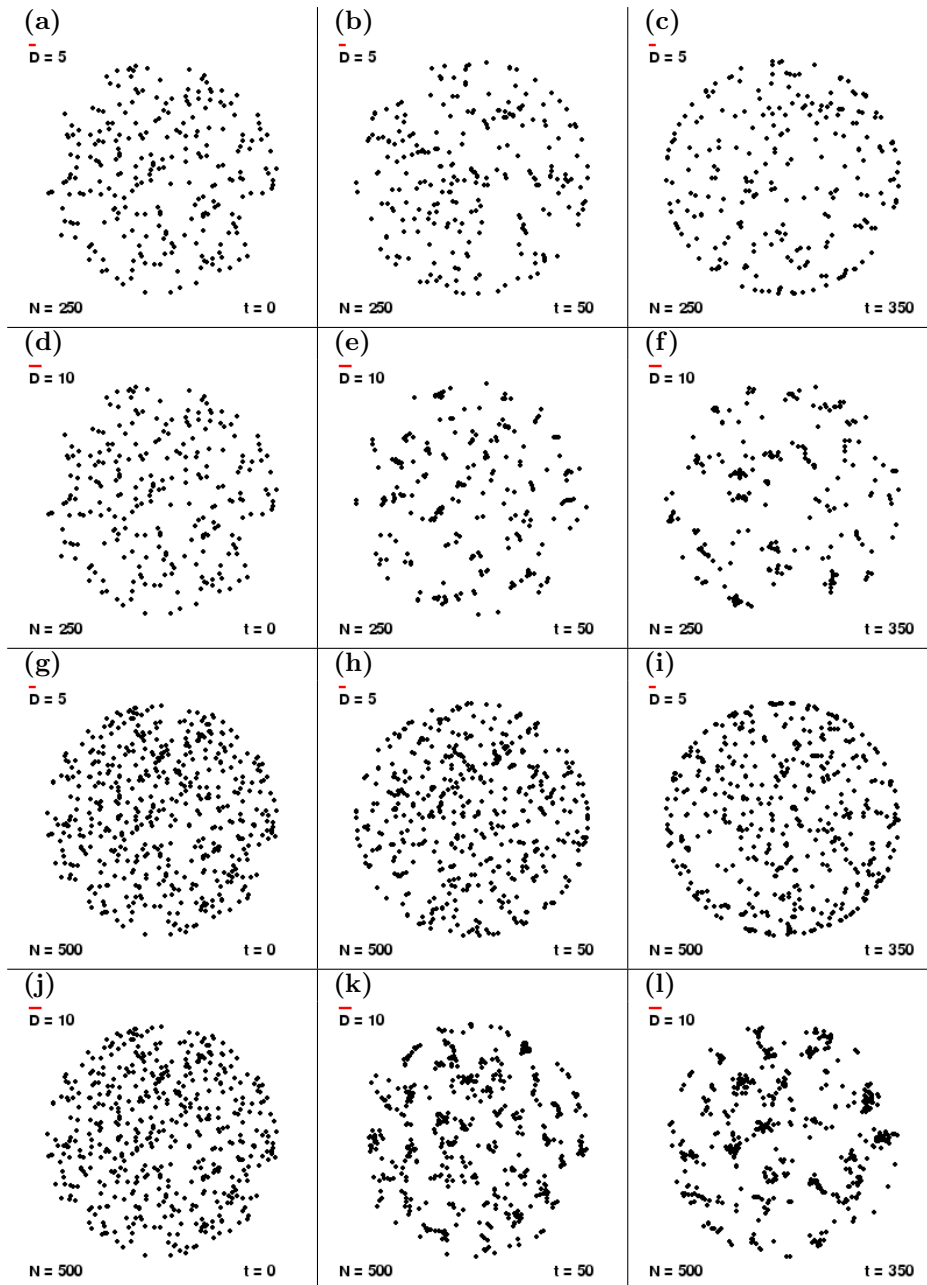 (a) (b) (c)
D = 5 D = 5 D = 5
N = 250 t = 0 N = 250 t = 50 N = 250 t = 350
(d) (e) (f)
D = 10 D = 10 D = 10
N = 250 t = 0 N = 250 t = 50 N = 250 t = 350
(g) (h) (i)
D = 5 D = 5 D = 5
N = 500 t = 0 N = 500 t = 50 N = 500 t = 350
(j) (k) (l)
D = 10 D = 10 D = 10
N = 500 t = 0 N = 500 t = 50 N = 500 t = 350